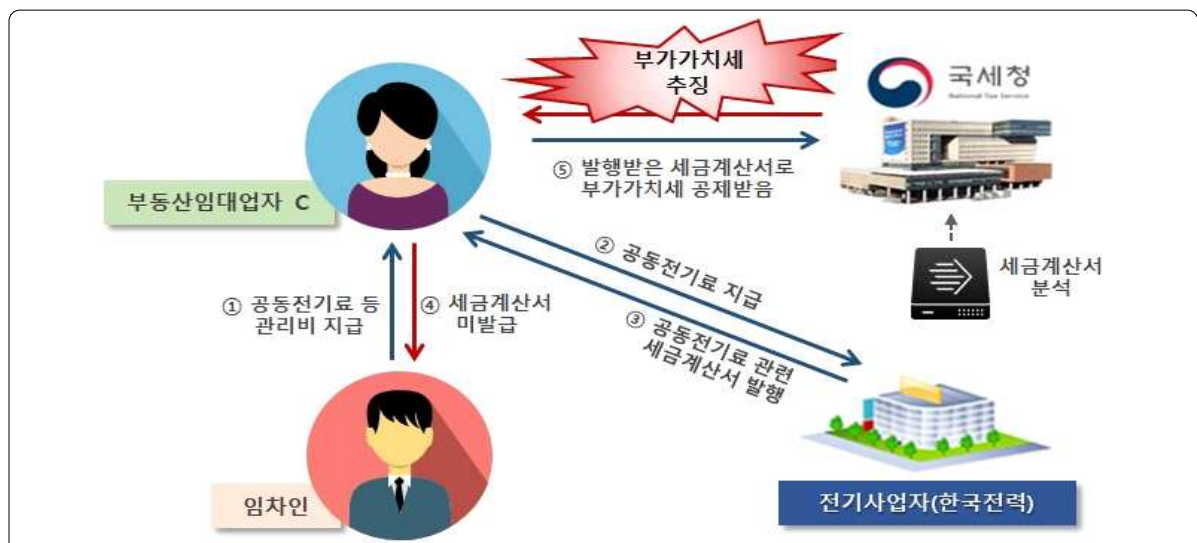 부가가치세
추징
국세청
National Tax Service
⑤ 발행받은 세금계산서로
부가가치세 공제받음
부동산임대업자 C
② 공동전기료 지급
③ 공동전기료 관련
세금계산서 발행
세금계산서
분석
① 공동전기료 등
관리비 지급
④ 세금계산서
미발급
임차인
전기사업자(한국전력)